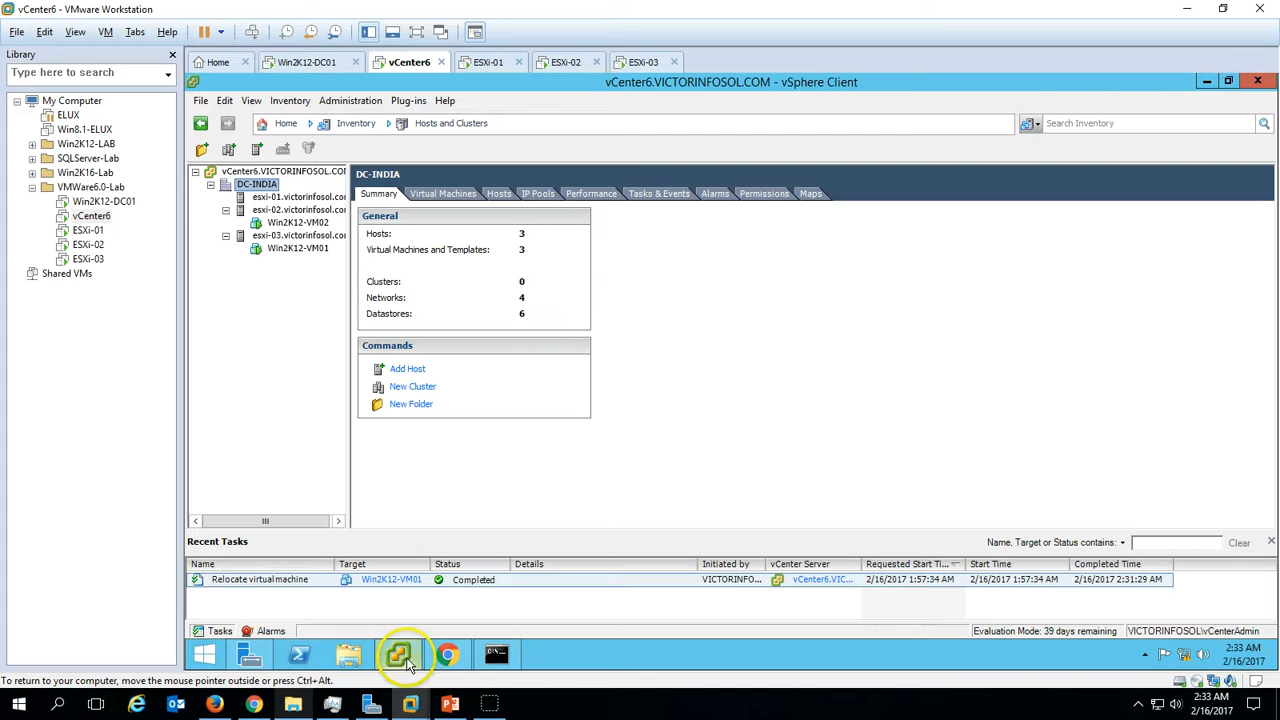 vCenter6 - VMware Workstation
File Edit View VM Tabs Help
Library
Type here to search
My Computer
ELUX
Win8.1-ELUX
Win2K12-LAB
SQLServer-Lab
Win2K16-Lab
VMWare6.0-Lab
Win2K12-DC01
vCenter6
ESXi-01
ESXi-02
ESXi-03
Shared VMs
Home Win2K12-DC01 vCenter6 ESXi-01 ESXi-02 ESXi-03
vCenter6.VICTORINFOSOL.COM - vSphere Client
File Edit View Inventory Administration Plug-ins Help
Home Inventory Hosts and Clusters
Search Inventory
vCenter6.VICTORINFOSOL.COM
DC-INDIA
esxi-01.victorinfosol.com
esxi-02.victorinfosol.com
Win2K12-VM02
esxi-03.victorinfosol.com
Win2K12-VM01
DC-INDIA
Summary Virtual Machines Hosts IP Pools Performance Tasks & Events Alarms Permissions Maps
General
Hosts: 3
Virtual Machines and Templates: 3
Clusters: 0
Networks: 4
Datastores: 6
Commands
Add Host
New Cluster
New Folder
Recent Tasks
Name, Target or Status contains: Clear
Name Target Status Details Initiated by vCenter Server Requested Start Ti... Start Time Completed Time
Relocate virtual machine Win2K12-VM01 Completed VICTORINFO... vCenter6.VIC... 2/16/2017 1:57:34 AM 2/16/2017 1:57:34 AM 2/16/2017 2:31:29 AM
Tasks Alarms
Evaluation Mode: 39 days remaining VICTORINFOSOL\vCenterAdmin
2:33 AM
2/16/2017
To return to your computer, move the mouse pointer outside or press Ctrl+Alt.
2:33 AM
2/16/2017